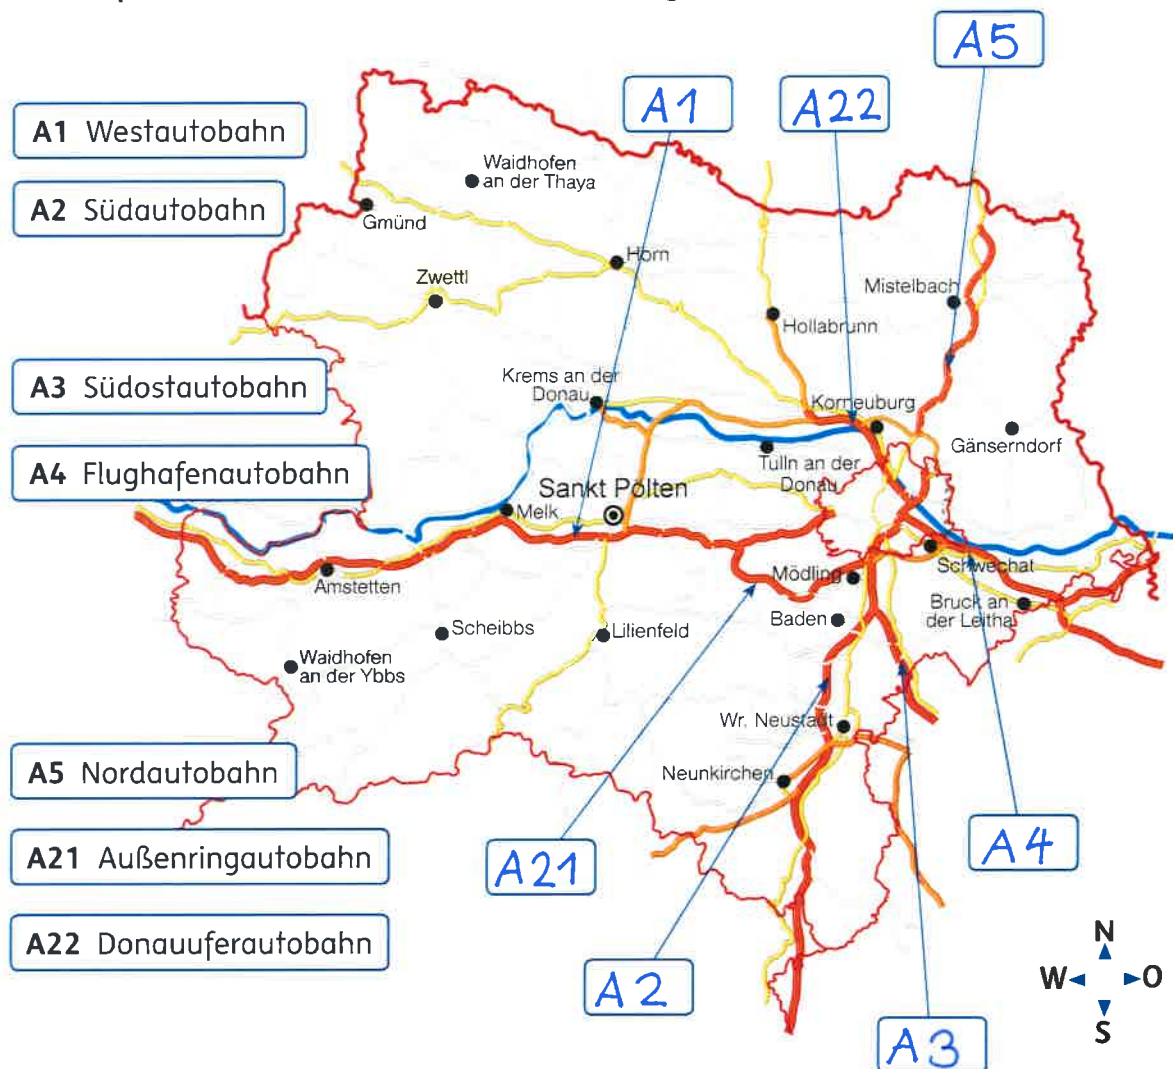 A5
A1
A22
A1 Westautobahn
Waidhofen
an der Thaya
A2 Südautobahn
Gmünd
Horn
Zwettl
Mistelbach
Hollabrunn
A3 Südostautobahn
Krems an der
Donau
Korneuburg
Gänserndorf
A4 Flughafenautobahn
Tulln an der
Donau
Sankt Pölten
Melk
Amstetten
Mödling
Schwechat
Bruck an
der Leitha
Baden
Scheibbs
Lilienfeld
Waidhofen
an der Ybbs
Wr. Neustadt
A5 Nordautobahn
Neunkirchen
A21 Außenringautobahn
A21
A4
A22 Donauuferautobahn
A2
A3
N
W
O
S